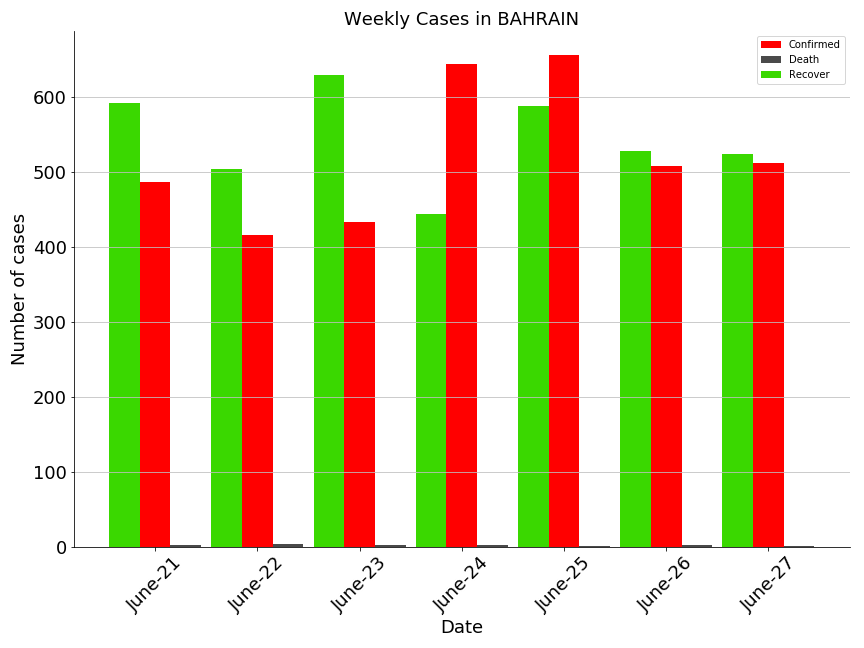 Weekly Cases in BAHRAIN
Confirmed
Death
Recover
Number of cases
600
500
400
300
200
100
0
June-21
June-22
June-23
June-24
June-25
June-26
June-27
Date